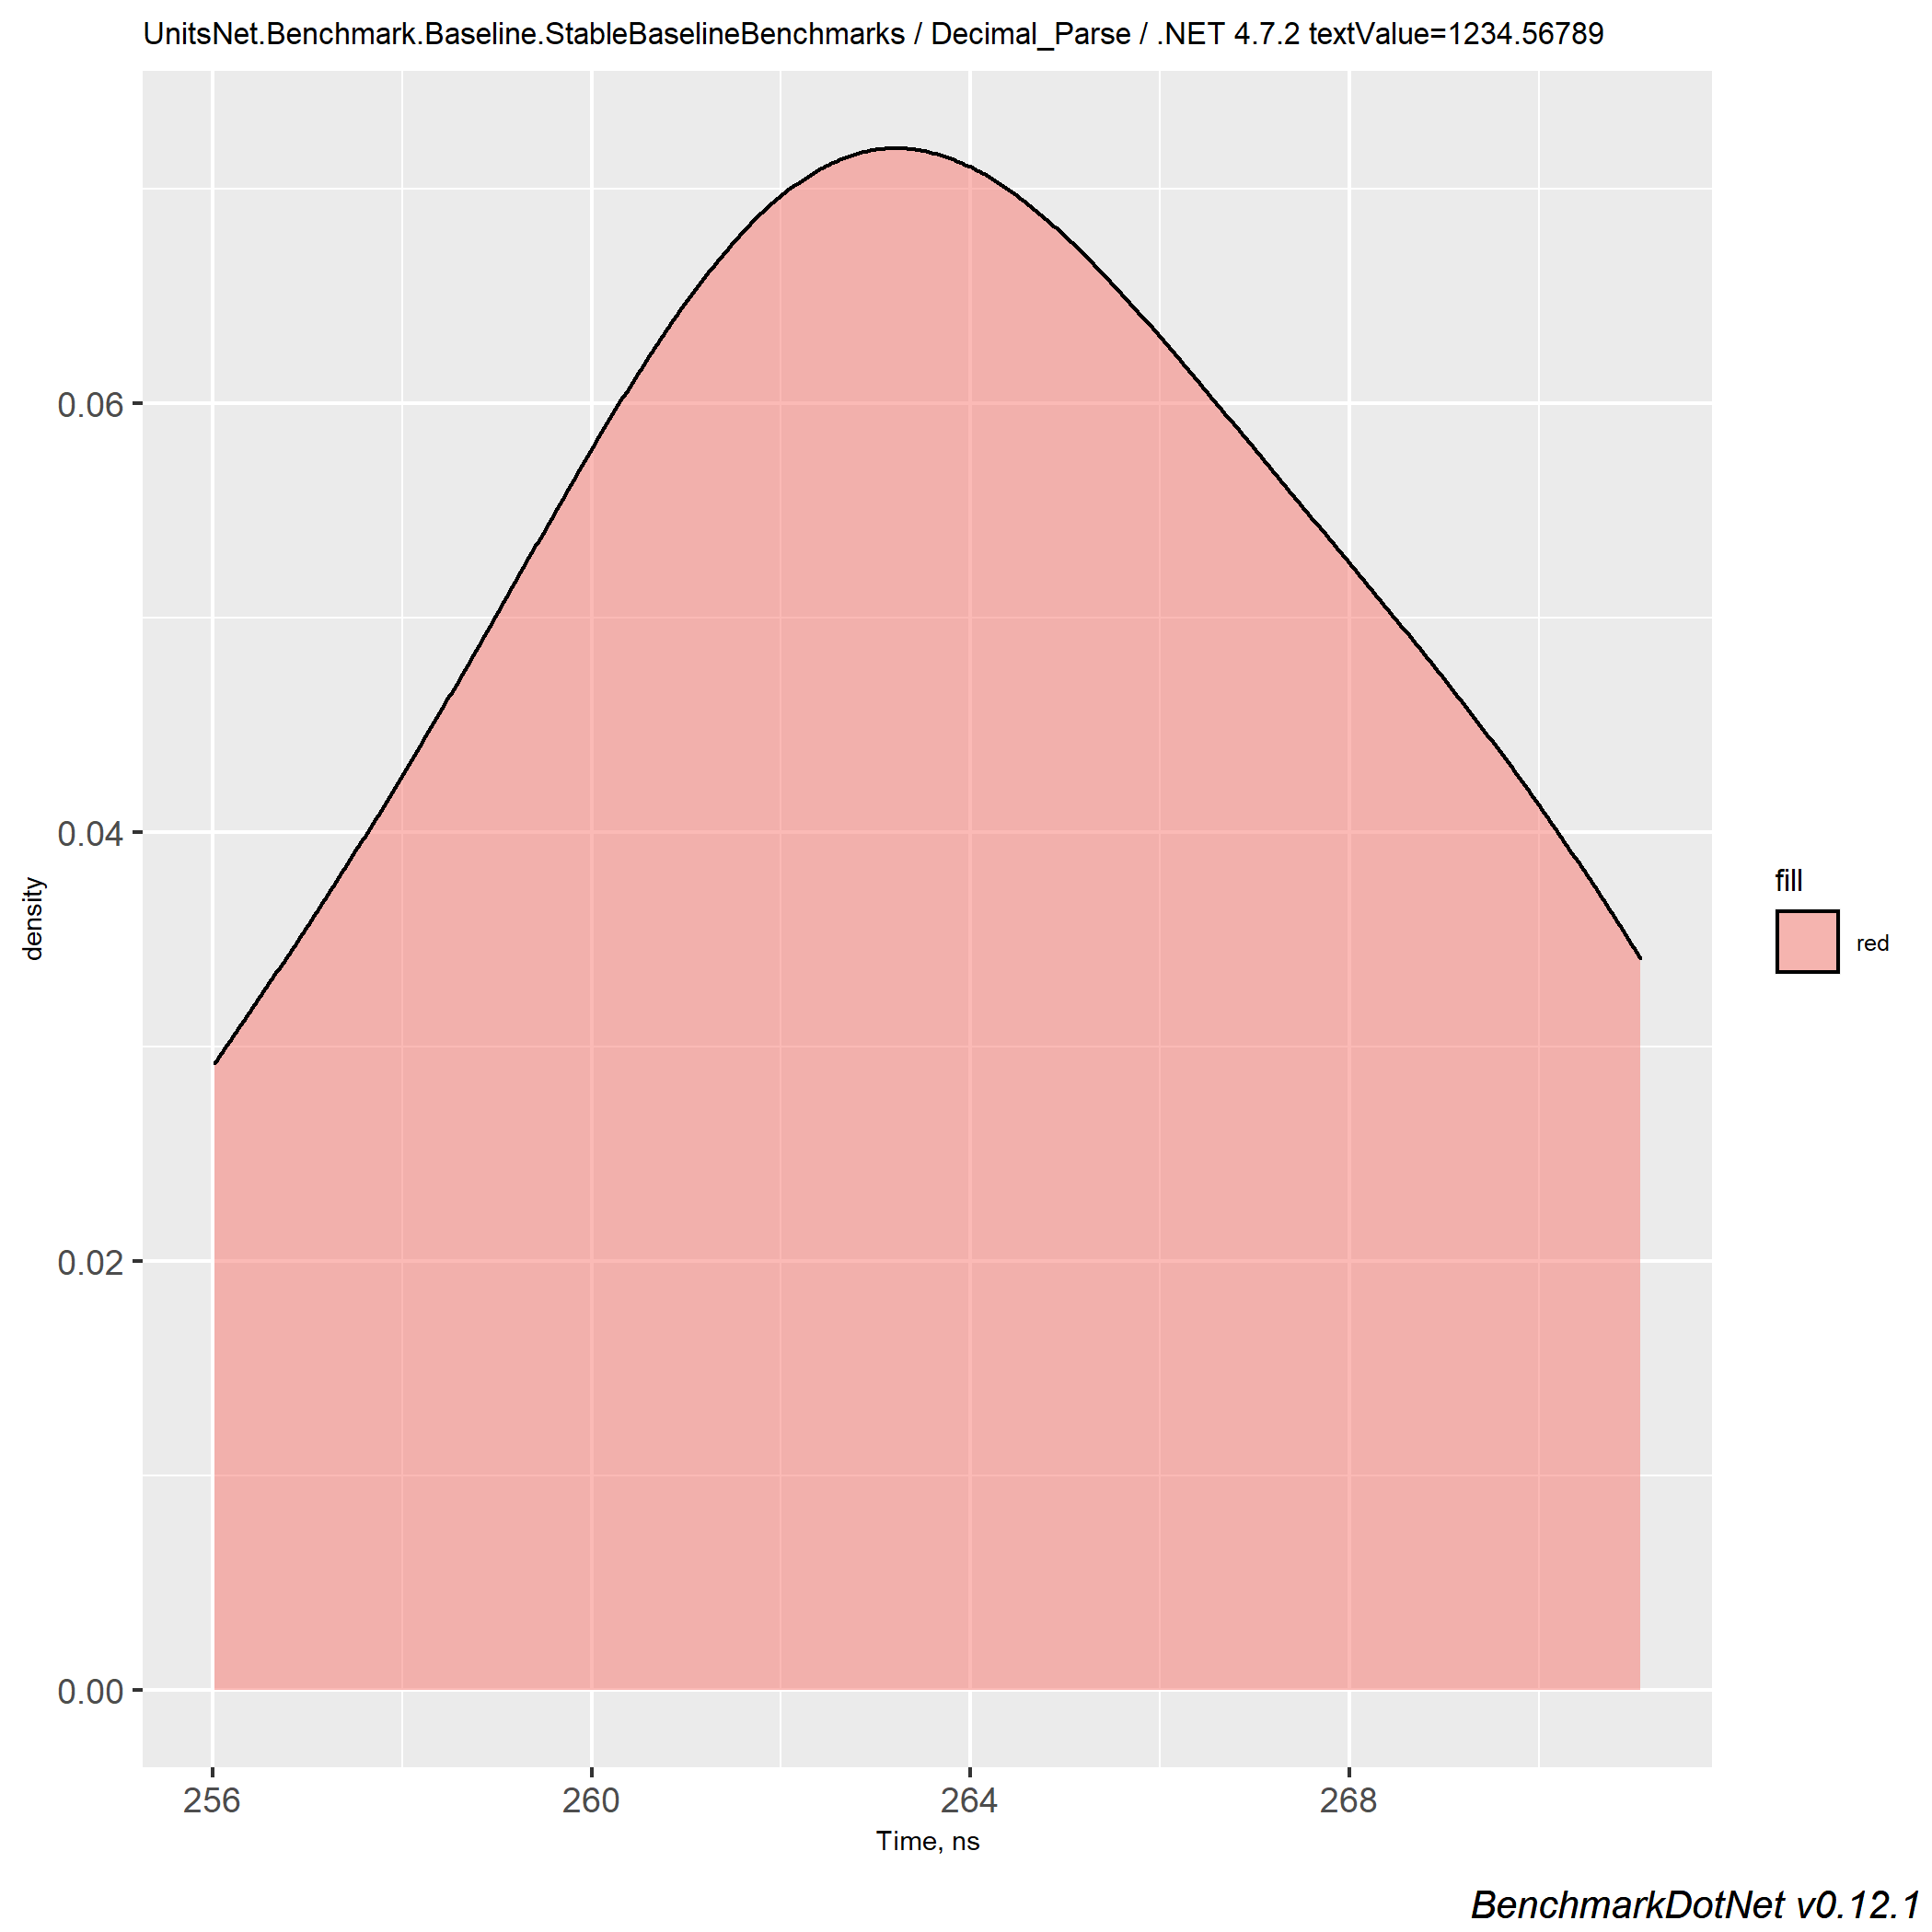 UnitsNet.Benchmark.Baseline.StableBaselineBenchmarks / Decimal_Parse / .NET 4.7.2 textValue=1234.56789
0.06
0.04
0.02
0.00
density
256 260 264 268
Time, ns
fill
red
BenchmarkDotNet v0.12.1